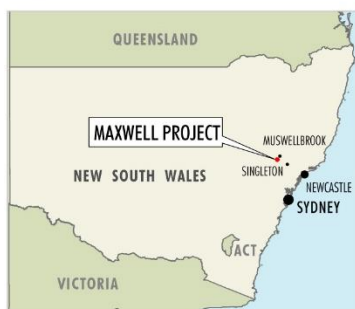 QUEENSLAND
MAXWELL PROJECT
MUSWELLBROOK
SINGLETON
NEW SOUTH WALES
NEWCASTLE
SYDNEY
ACT
VICTORIA